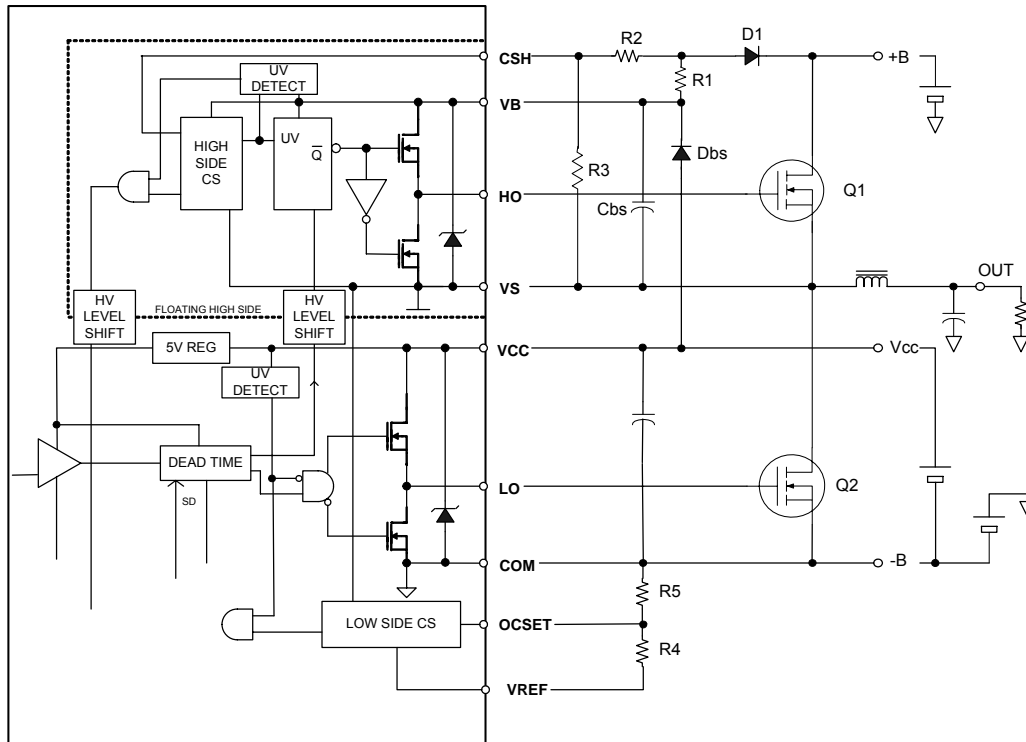 CSH
R2
D1
+B
UV
DETECT
R1
VB
HIGH
SIDE
CS
UV
Q
Dbs
R3
Q1
HO
Cbs
OUT
VS
HV
LEVEL
SHIFT
FLOATING HIGH SIDE
HV
LEVEL
SHIFT
5V REG
VCC
Vcc
UV
DETECT
DEAD TIME
LO
Q2
SD
COM
-B
R5
LOW SIDE CS
OCSET
R4
VREF